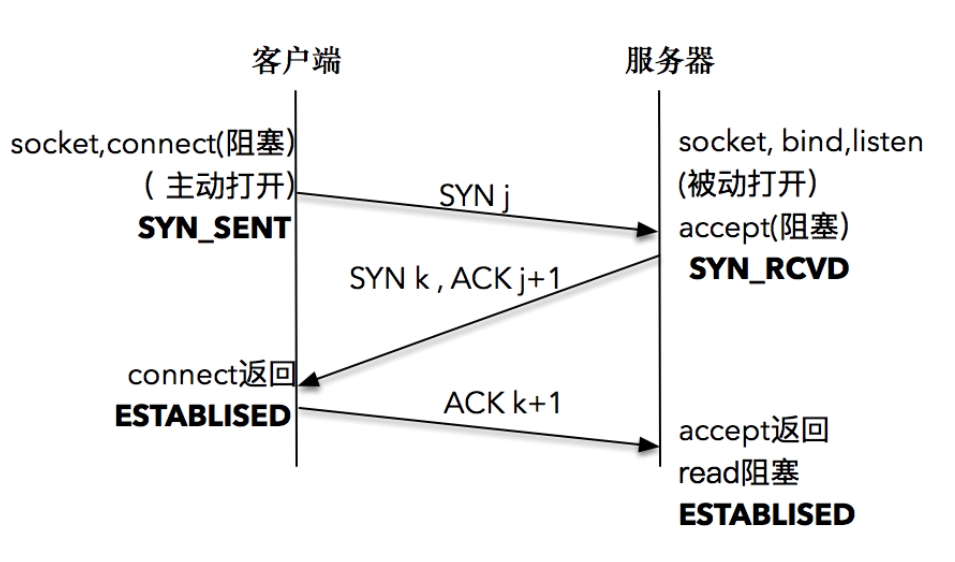 客户端
服务器
socket,connect(阻塞)
( 主动打开)
SYN_SENT
socket, bind,listen
(被动打开)
accept(阻塞)
SYN_RCVD
SYN j
SYN k , ACK j+1
connect返回
ESTABLISED
ACK k+1
accept返回
read阻塞
ESTABLISED